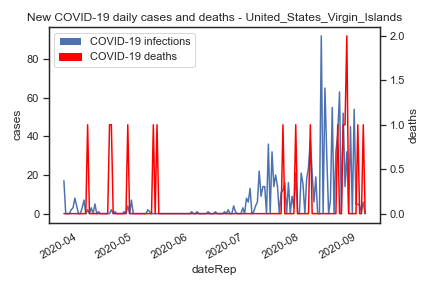 New COVID-19 daily cases and deaths - United_States_Virgin_Islands
COVID-19 infections
COVID-19 deaths
cases
80
60
40
20
0
deaths
2.0
1.5
1.0
0.5
0.0
2020-04
2020-05
2020-06
2020-07
2020-08
2020-09
dateRep